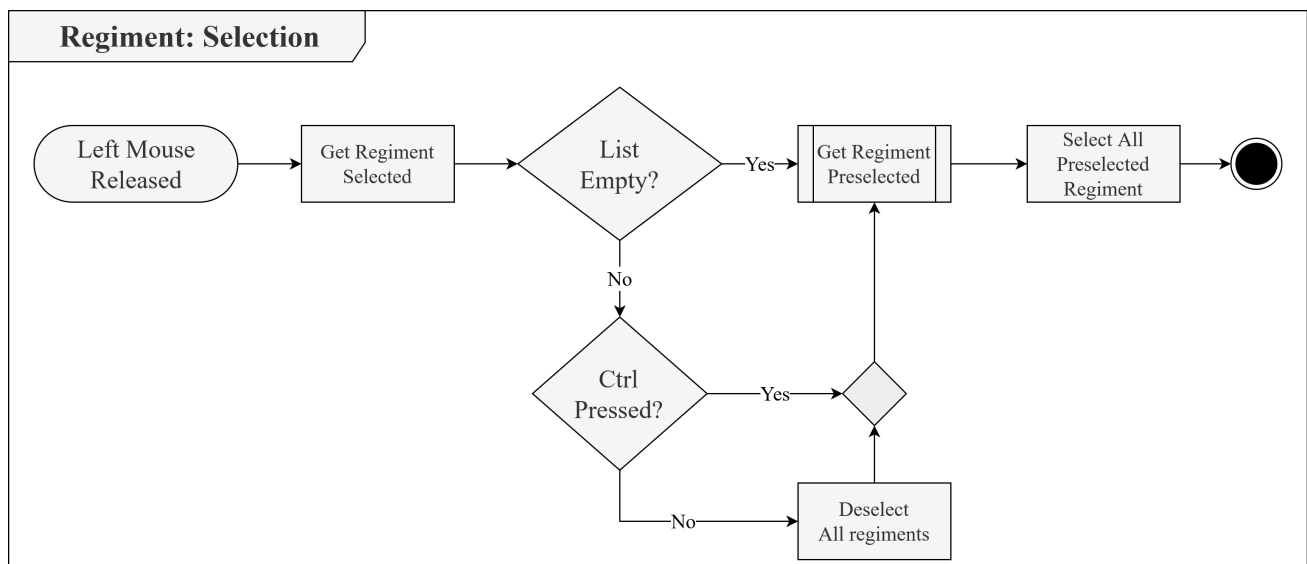 Regiment: Selection
Left Mouse
Released
Get Regiment
Selected
List
Empty?
Yes
Get Regiment
Preselected
Select All
Preselected
Regiment
No
Ctrl
Pressed?
Yes
No
Deselect
All regiments